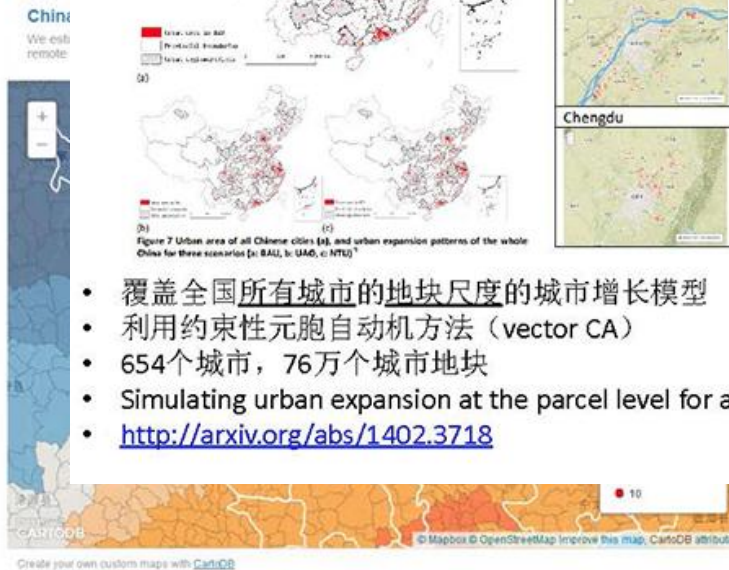 China
We esta
remote
+
−
(a)
Chengdu
(b)
(c)
Figure 7 Urban area of all Chinese cities (a), and urban expansion patterns of the whole
China for three scenarios (a: BAU, b: UAG, c: NTU)
• 覆盖全国所有城市的地块尺度的城市增长模型
• 利用约束性元胞自动机方法（vector CA）
• 654个城市，76万个城市地块
• Simulating urban expansion at the parcel level for a
• http://arxiv.org/abs/1402.3718
10
CARTODB
© Mapbox © OpenStreetMap Improve this map, CartoDB attribut
Create your own custom maps with CartoDB